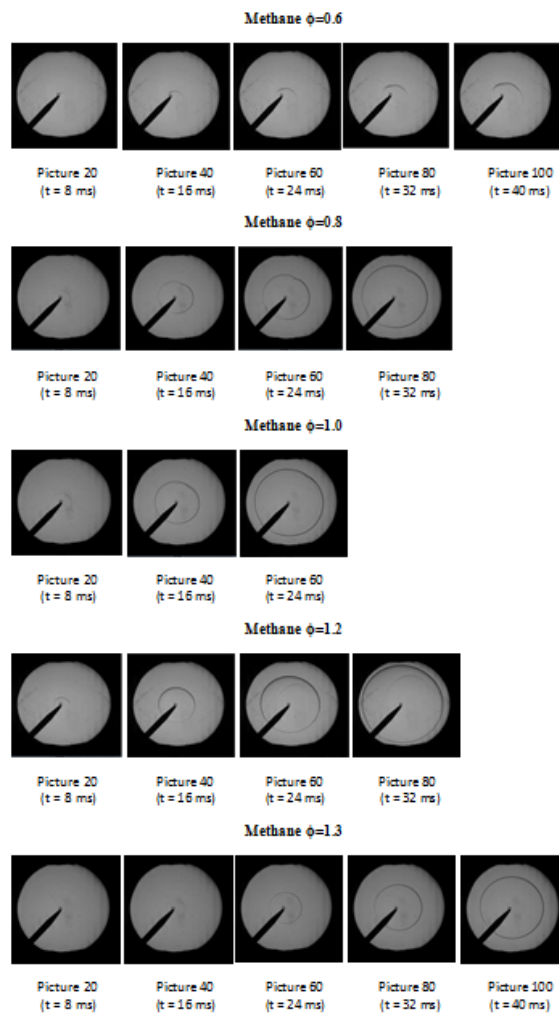 Methane ϕ=0.6
Picture 20 Picture 40 Picture 60 Picture 80 Picture 100
(t = 8 ms) (t = 16 ms) (t = 24 ms) (t = 32 ms) (t = 40 ms)
Methane ϕ=0.8
Picture 20 Picture 40 Picture 60 Picture 80
(t = 8 ms) (t = 16 ms) (t = 24 ms) (t = 32 ms)
Methane ϕ=1.0
Picture 20 Picture 40 Picture 60
(t = 8 ms) (t = 16 ms) (t = 24 ms)
Methane ϕ=1.2
Picture 20 Picture 40 Picture 60 Picture 80
(t = 8 ms) (t = 16 ms) (t = 24 ms) (t = 32 ms)
Methane ϕ=1.3
Picture 20 Picture 40 Picture 60 Picture 80 Picture 100
(t = 8 ms) (t = 16 ms) (t = 24 ms) (t = 32 ms) (t = 40 ms)